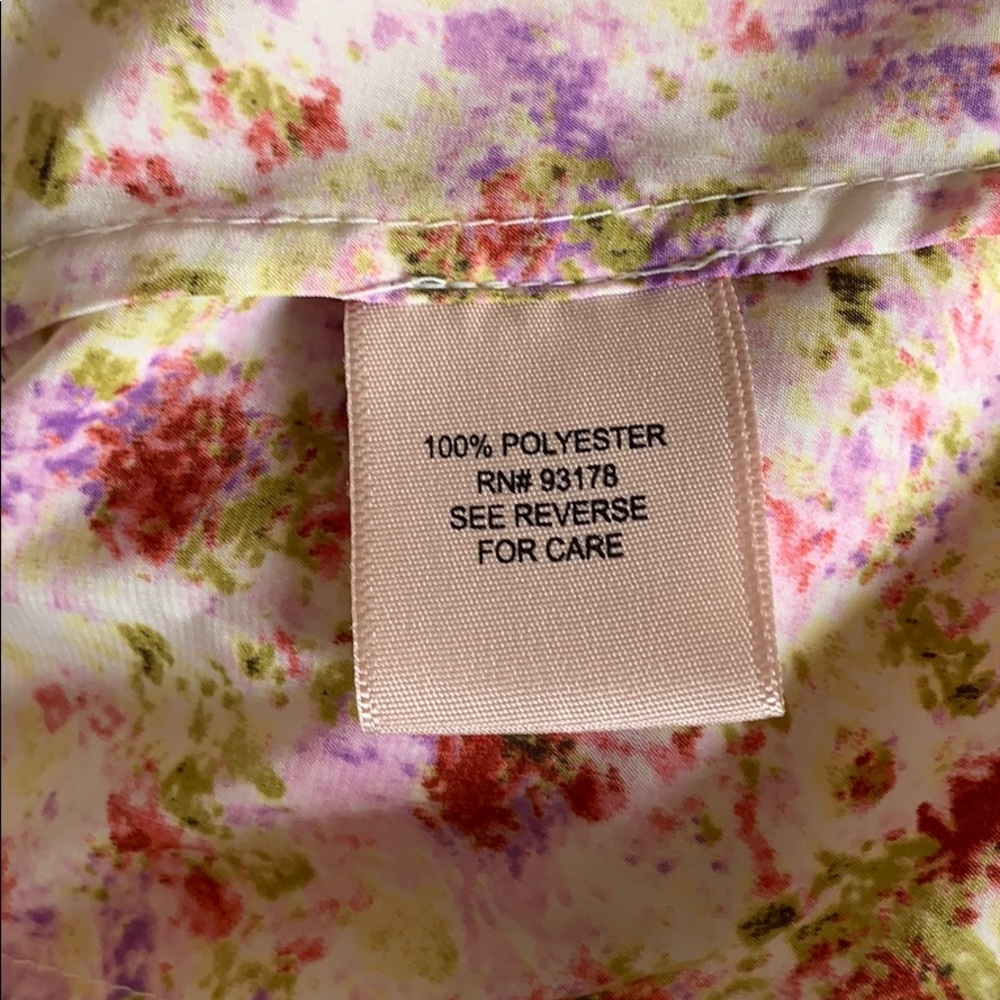 100% POLYESTER
RN# 93178
SEE REVERSE
FOR CARE